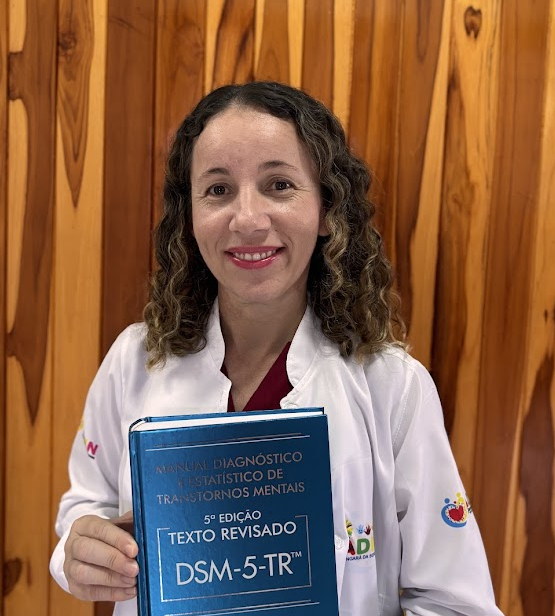 MANUAL DIAGNÓSTICO
E ESTATÍSTICO DE
TRANSTORNOS MENTAIS
5ª EDIÇÃO
TEXTO REVISADO
DSM-5-TR™